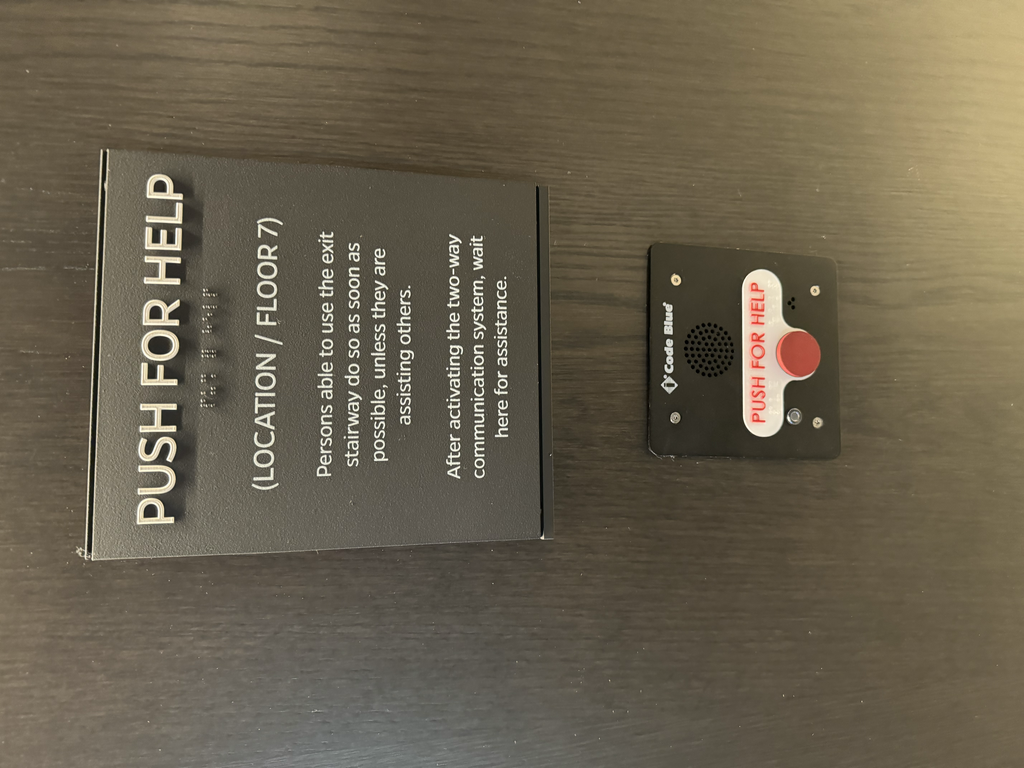 PUSH FOR HELP
(LOCATION / FLOOR 7)
Persons able to use the exit
stairway do so as soon as
possible, unless they are
assisting others.
After activating the two-way
communication system, wait
here for assistance.
Code Blue
PUSH FOR HELP